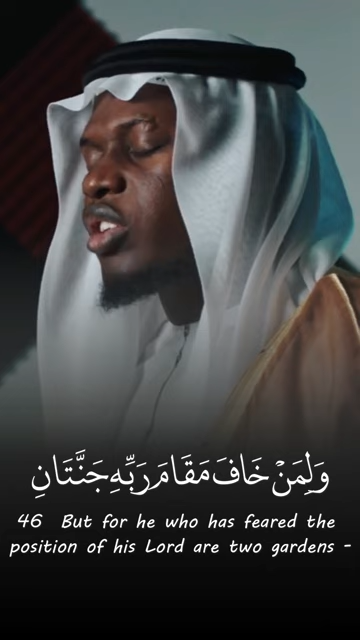 وَلِمَنْ خَافَ مَقَامَ رَبِّهِ جَنَّتَانِ
46 But for he who has feared the
position of his Lord are two gardens -